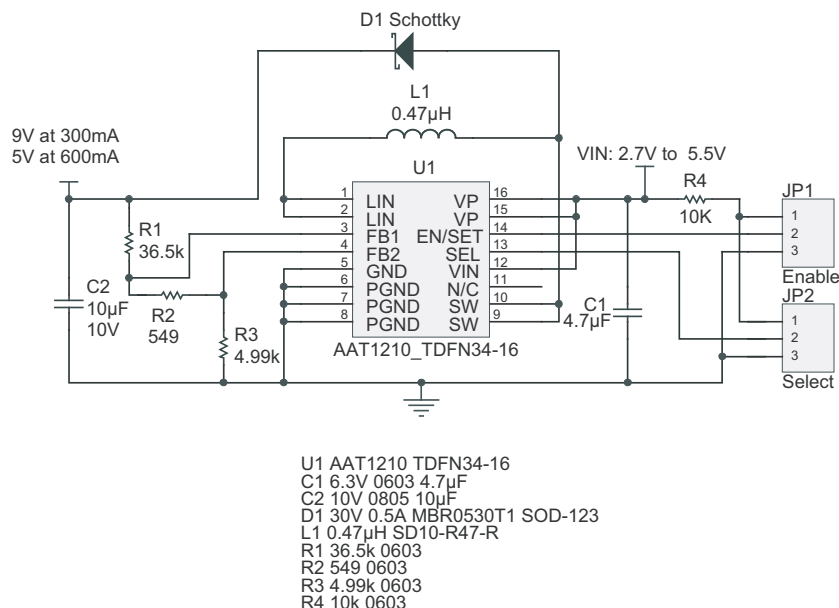 D1 Schottky
L1
0.47µH
9V at 300mA
5V at 600mA
U1
VIN: 2.7V to 5.5V
R4
10K
JP1
1
2
3
Enable
JP2
1
2
3
Select
R1
36.5k
C2
10µF
10V
R2
549
R3
4.99k
1 LIN
2 LIN
3 FB1
4 FB2
5 GND
6 PGND
7 PGND
8 PGND
VP 16
VP 15
EN/SET 14
SEL 13
VIN 12
N/C 11
SW 10
SW 9
C1
4.7µF
AAT1210_TDFN34-16
U1 AAT1210 TDFN34-16
C1 6.3V 0603 4.7µF
C2 10V 0805 10µF
D1 30V 0.5A MBR0530T1 SOD-123
L1 0.47µH SD10-R47-R
R1 36.5k 0603
R2 549 0603
R3 4.99k 0603
R4 10k 0603